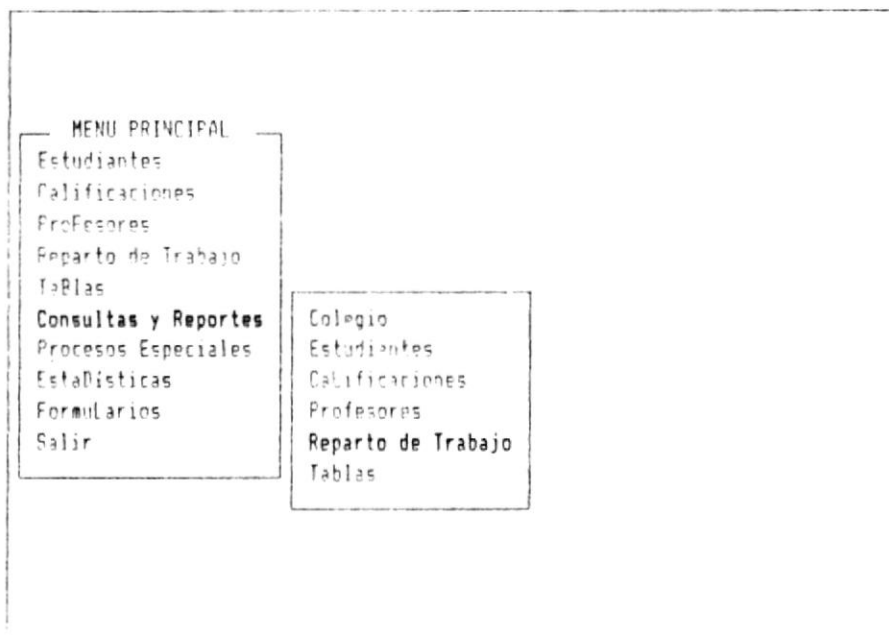 MENU PRINCIPAL
Estudiantes
Calificaciones
ProFesores
Reparto de Trabajo
TaBlas
Consultas y Reportes
Procesos Especiales
EstaDísticas
FormuLarios
Salir
Colegio
Estudiantes
CaLificaciones
Profesores
Reparto de Trabajo
Tablas